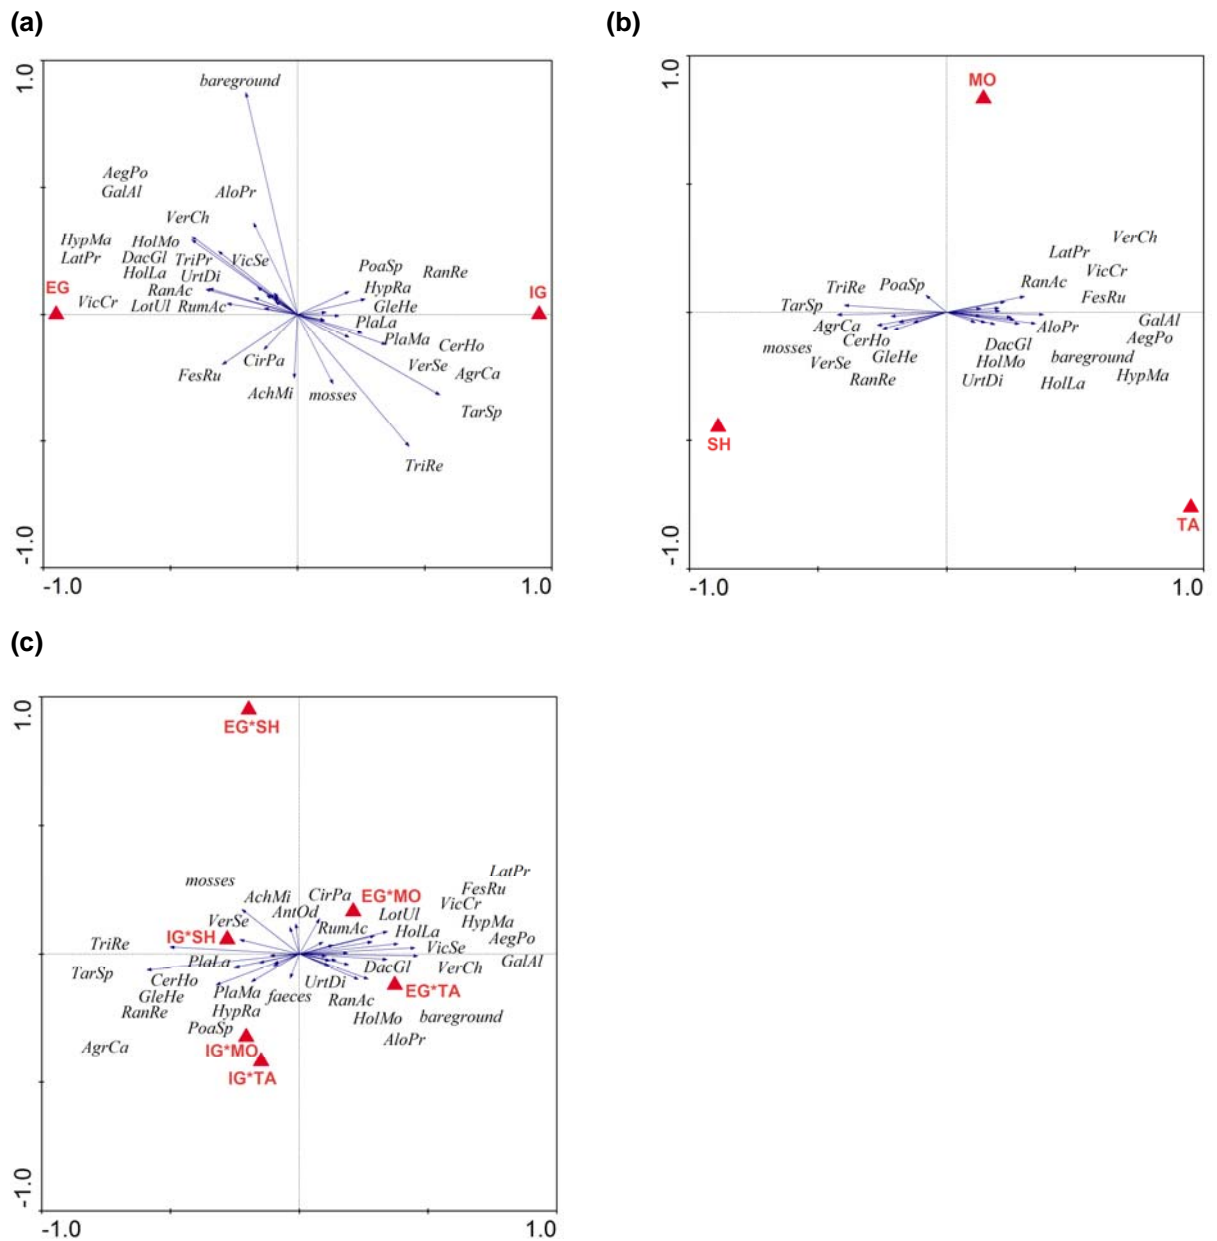 (a)
1.0
bareground
AegPo
GalAl
AloPr
VerCh
HypMa
HolMo
LatPr
DacGl
TriPr
VicSe
HolLa
UrtDi
PoaSp
RanRe
EG
RanAc
HypRa
IG
VicCr
LotUl
RumAc
GleHe
PlaLa
PlaMa
CerHo
CirPa
VerSe
FesRu
AgrCa
AchMi
mosses
TarSp
TriRe
-1.0
-1.0
1.0
(b)
1.0
MO
VerCh
LatPr
VicCr
TriRe
PoaSp
RanAc
FesRu
TarSp
GalAl
AgrCa
AloPr
AegPo
CerHo
DacGl
mosses
GleHe
HolMo
bareground
VerSe
RanRe
UrtDi
HolLa
HypMa
SH
TA
-1.0
-1.0
1.0
(c)
1.0
EG*SH
LatPr
mosses
FesRu
AchMi
CirPa
EG*MO
VicCr
AntOd
LotUl
VerSe
RumAc
HypMa
IG*SH
HolLa
AegPo
TriRe
VicSe
PlaLa
DacGl
VerCh
GalAl
TarSp
CerHo
UrtDi
EG*TA
GleHe
PlaMa
faeces
RanAc
RanRe
HypRa
HolMo
bareground
PoaSp
AgrCa
IG*MO
AloPr
IG*TA
-1.0
-1.0
1.0